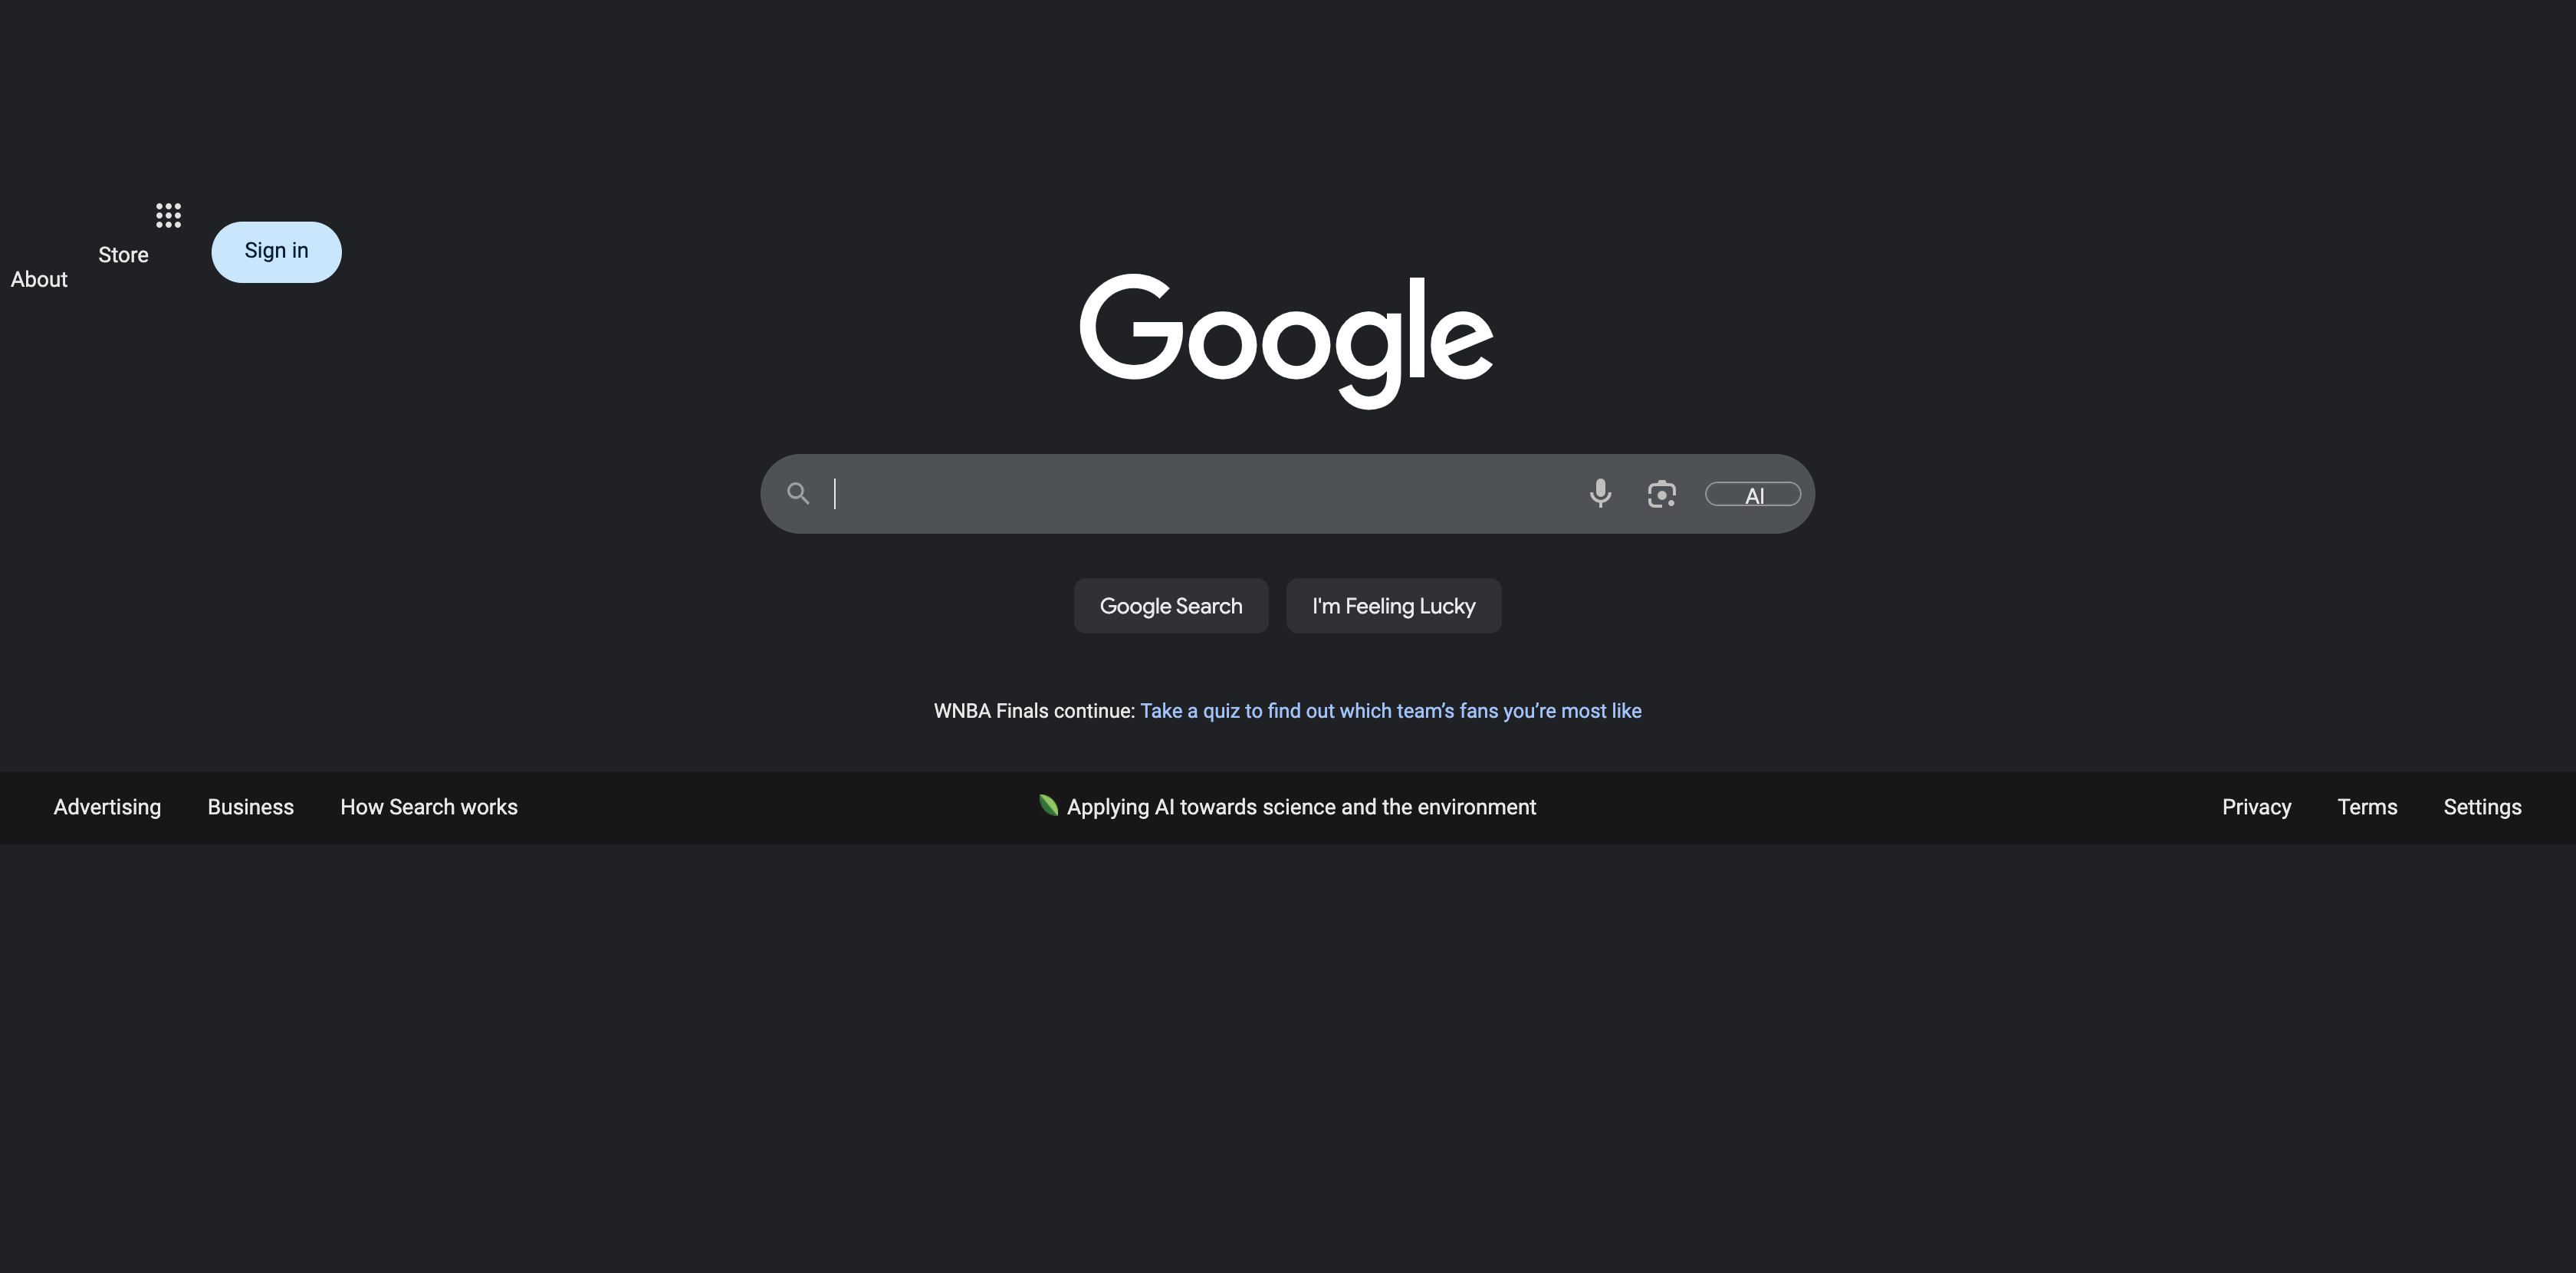 About
Store
Sign in
Google
AI
Google Search
I'm Feeling Lucky
WNBA Finals continue: Take a quiz to find out which team’s fans you’re most like
Advertising
Business
How Search works
Applying AI towards science and the environment
Privacy
Terms
Settings